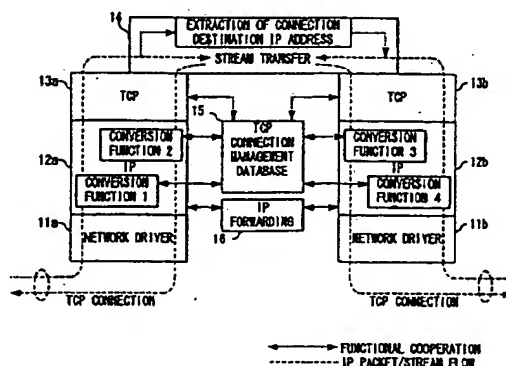 14
EXTRACTION OF CONNECTION
DESTINATION IP ADDRESS
STREAM TRANSFER
13a
TCP
15
TCP
13b
TCP
CONNECTION
MANAGEMENT
DATABASE
12a
CONVERSION
FUNCTION 2
IP
CONVERSION
FUNCTION 1
CONVERSION
FUNCTION 3
IP
CONVERSION
FUNCTION 4
12b
IP
FORWARDING
16
11a
NETWORK DRIVER
NETWORK DRIVER
11b
TCP CONNECTION
TCP CONNECTION
FUNCTIONAL COOPERATION
IP PACKET/STREAM FLOW